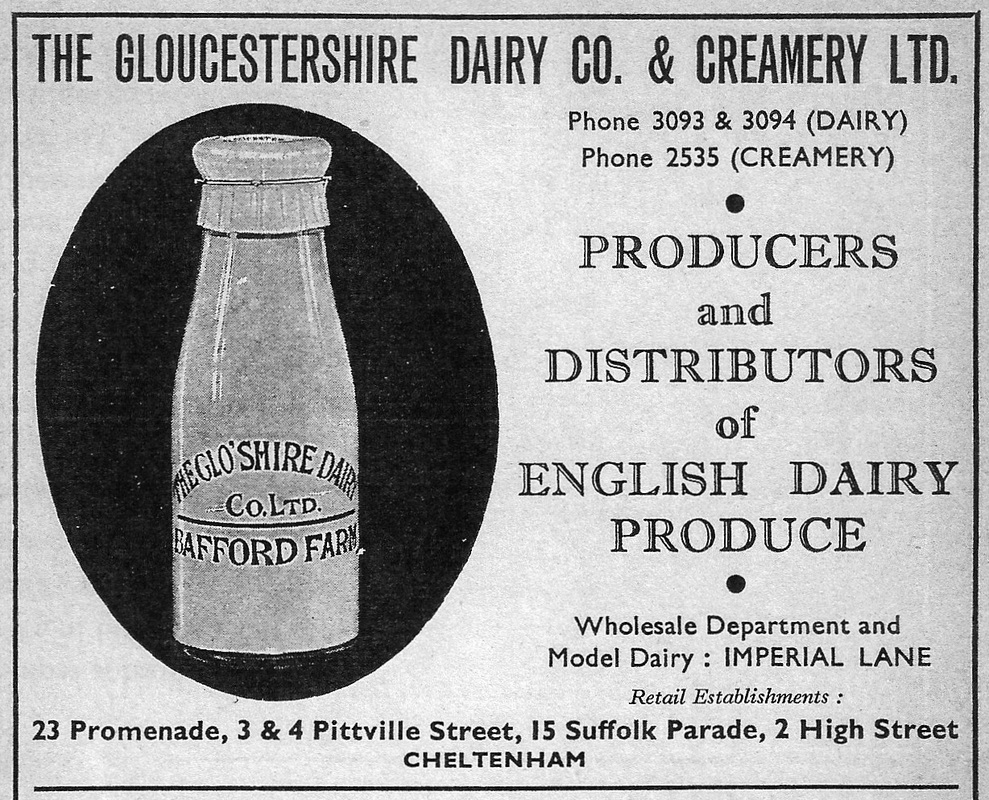 THE GLOUCESTERSHIRE DAIRY CO. & CREAMERY LTD.
Phone 3093 & 3094 (DAIRY)
Phone 2535 (CREAMERY)
PRODUCERS
and
DISTRIBUTORS
of
ENGLISH DAIRY
PRODUCE
THE GLO'SHIRE DAIRY
Co. LTD.
BAFFORD FARM
Wholesale Department and
Model Dairy : IMPERIAL LANE
Retail Establishments :
23 Promenade, 3 & 4 Pittville Street, 15 Suffolk Parade, 2 High Street
CHELTENHAM